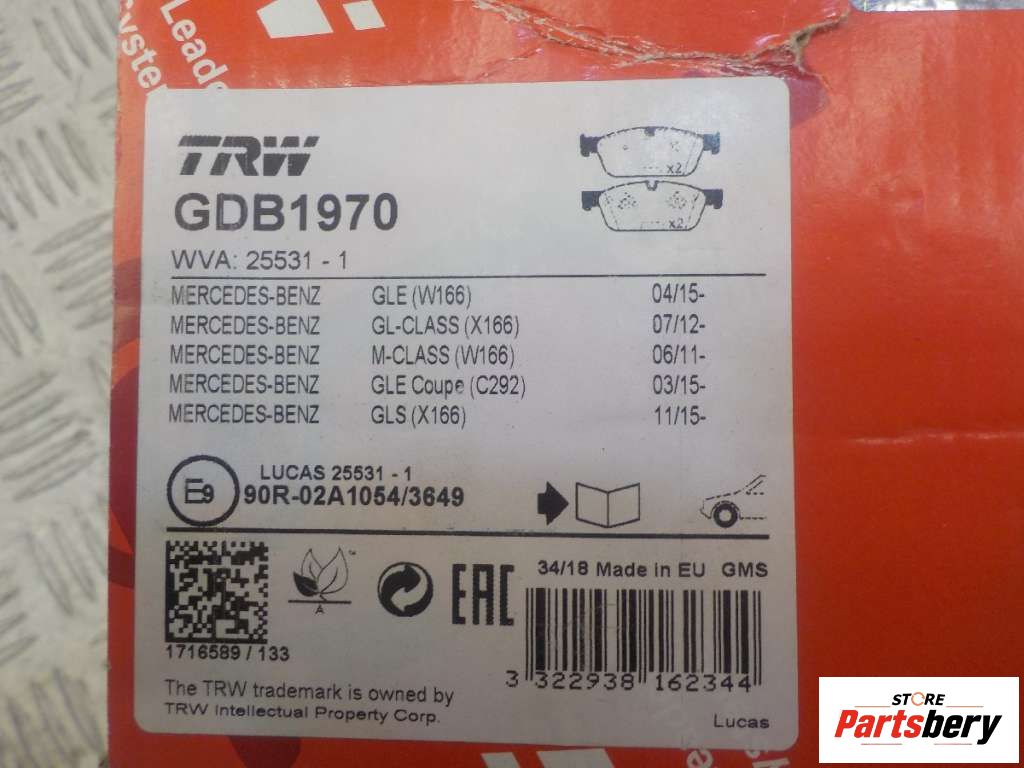 Leade
System
TRW
GDB1970
x2
x2
WVA: 25531 - 1
MERCEDES-BENZ GLE (W166) 04/15-
MERCEDES-BENZ GL-CLASS (X166) 07/12-
MERCEDES-BENZ M-CLASS (W166) 06/11-
MERCEDES-BENZ GLE Coupe (C292) 03/15-
MERCEDES-BENZ GLS (X166) 11/15-
LUCAS 25531 - 1
E9 90R-02A1054/3649
34/18 Made in EU GMS
™
A
EAC
1716589 / 133
3 322938 162344
The TRW trademark is owned by
TRW Intellectual Property Corp.
Lucas
STORE
Partsbery